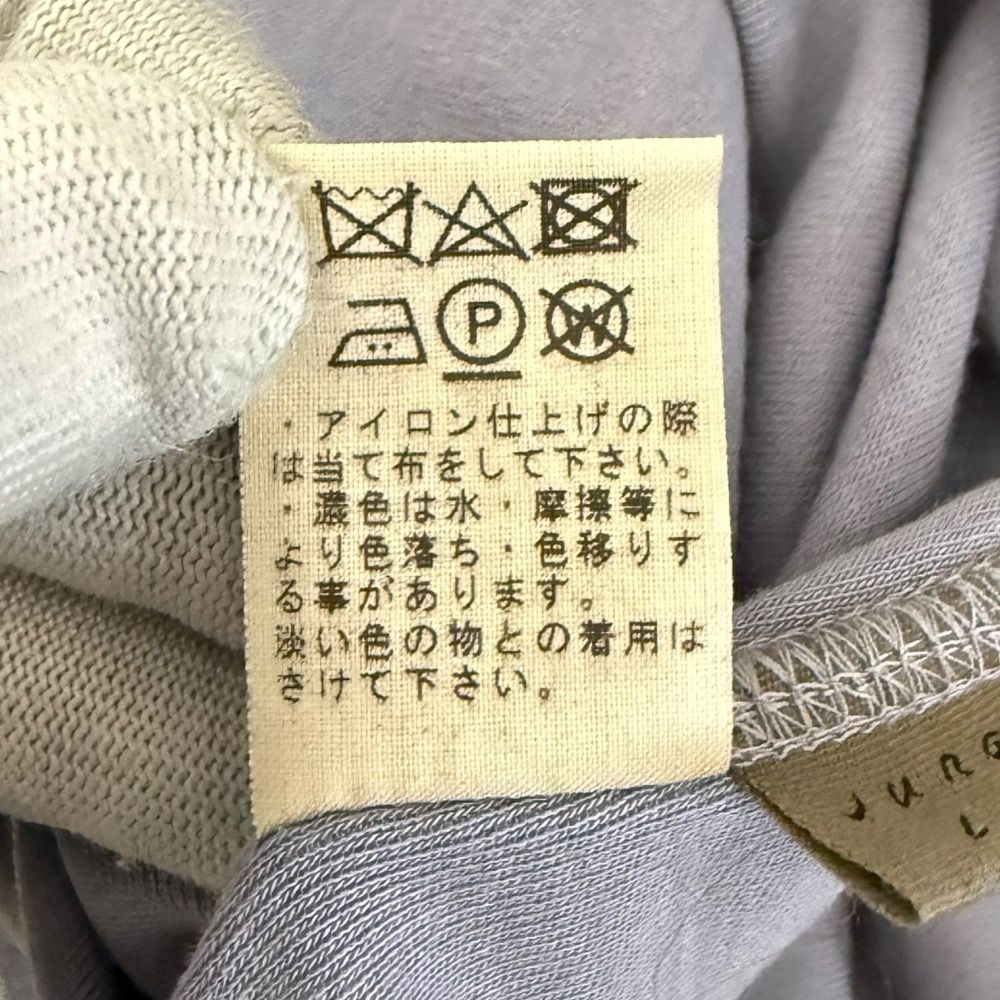 P W
・アイロン仕上げの際
は当て布をして下さい。
・濃色は水・摩擦等に
より色落ち・色移りす
る事があります。
淡い色の物との着用は
さけて下さい。
JURG
L